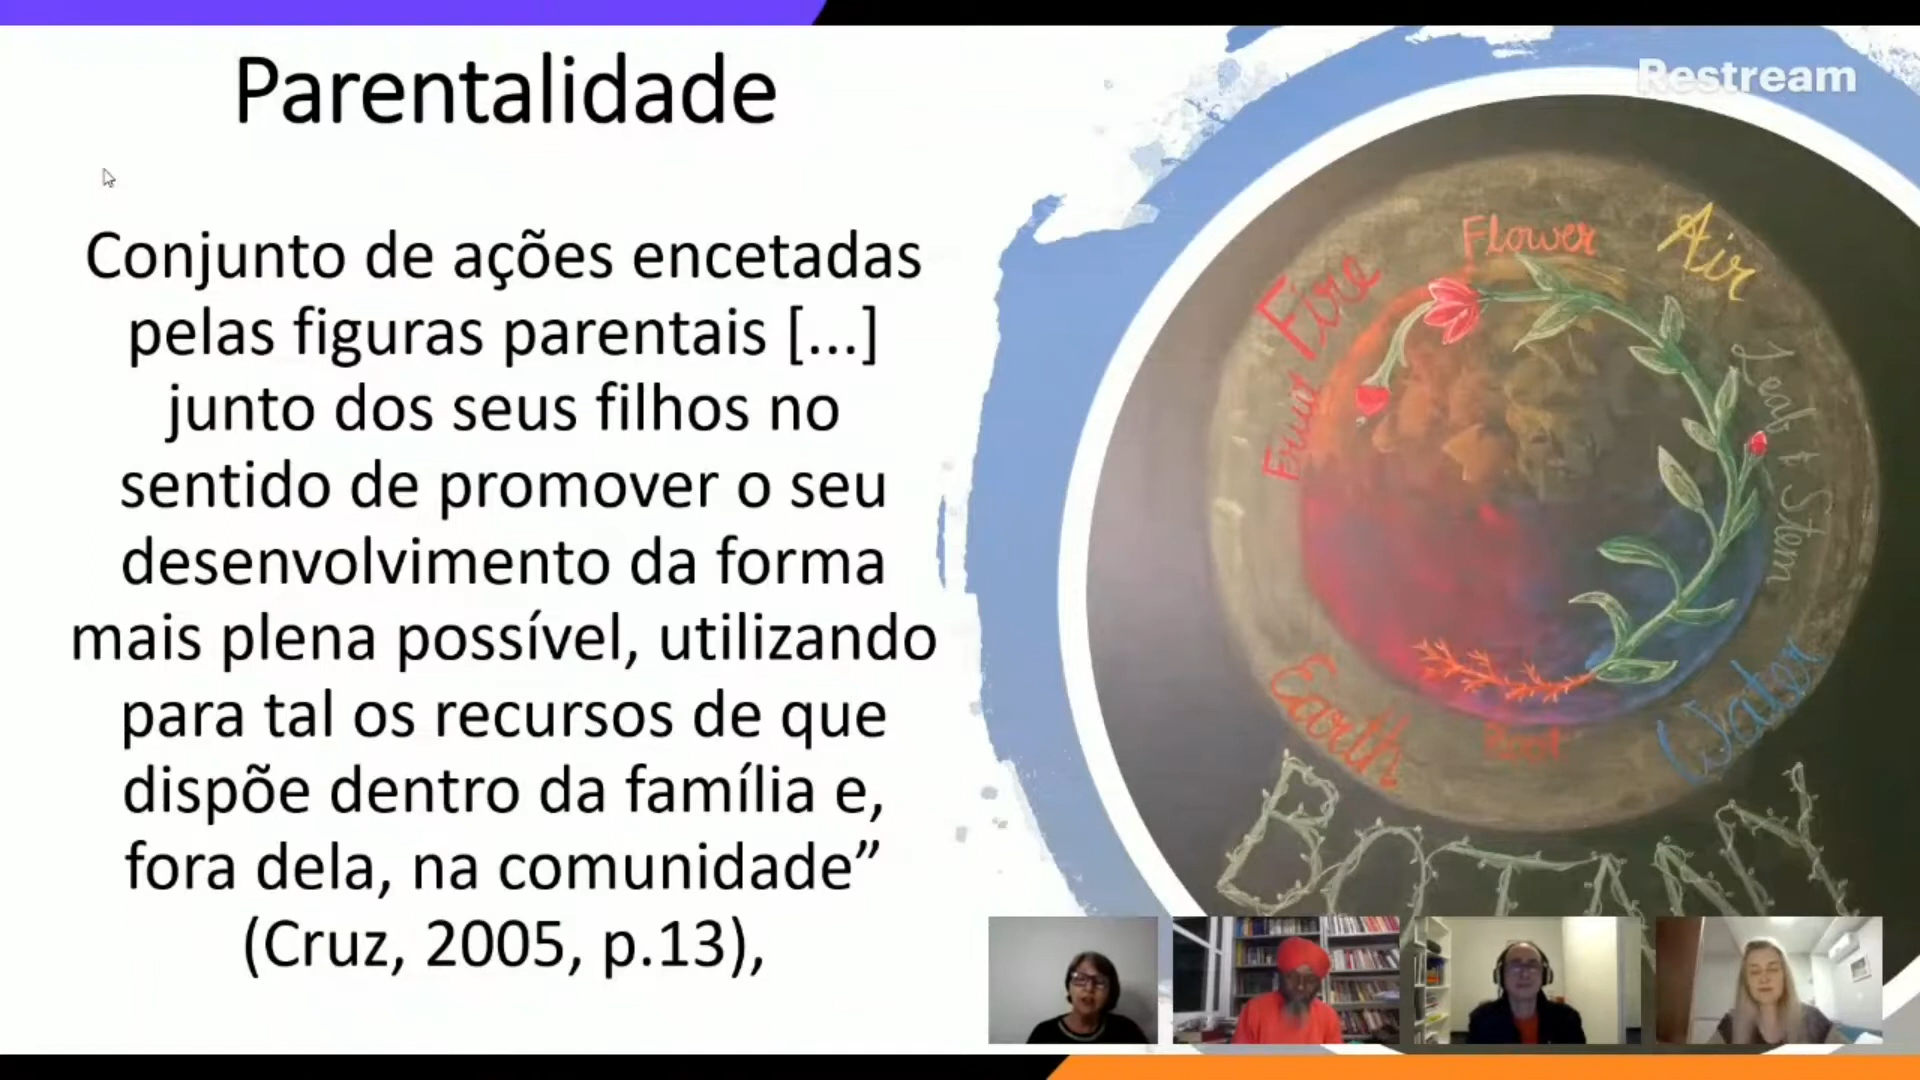 Parentalidade
Conjunto de ações encetadas
pelas figuras parentais [...]
junto dos seus filhos no
sentido de promover o seu
desenvolvimento da forma
mais plena possível, utilizando
para tal os recursos de que
dispõe dentro da família e,
fora dela, na comunidade”
(Cruz, 2005, p.13),
Restream
Flower
Air
Fire
Leaf & Stem
Earth
Root
Water
BOTANY